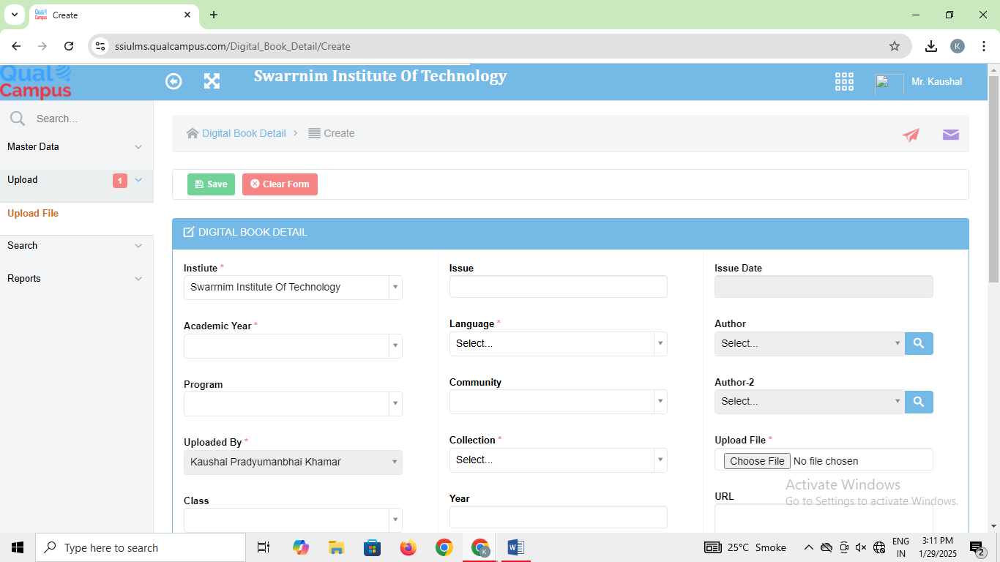 Qual Campus
Create
ssiulms.qualcampus.com/Digital_Book_Detail/Create
K
Qual
Campus
Swarrnim Institute Of Technology
Mr. Kaushal
Search...
Digital Book Detail
Create
Master Data
Upload
1
Save
Clear Form
Upload File
DIGITAL BOOK DETAIL
Search
Reports
Instiute *
Swarrnim Institute Of Technology
Issue
Issue Date
Academic Year *
Language *
Select...
Author
Select...
Program
Community
Author-2
Select...
Uploaded By *
Kaushal Pradyumanbhai Khamar
Collection *
Select...
Upload File *
Choose File No file chosen
Class
Year
URL
Activate Windows
Go to Settings to activate Windows.
Type here to search
K
W
25°C Smoke
ENG
IN
3:11 PM
1/29/2025
2